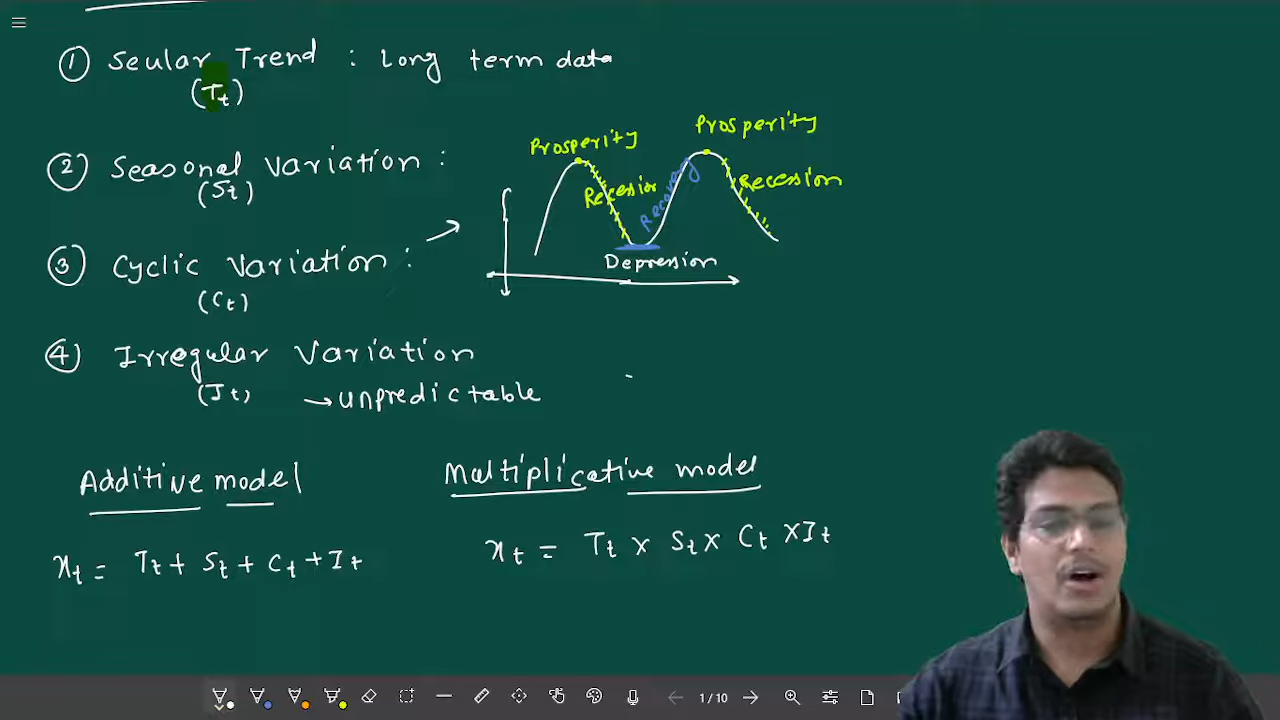 ① Seular Trend : Long term data
(Tt)
② Seasonal Variation :
(St)
③ Cyclic Variation :
(Ct)
Prosperity
Recession
Depression
Recovery
Prosperity
Recession
④ Irregular Variation
(It) → unpredictable
Additive model
xt = Tt + St + Ct + It
Multiplicative model
xt = Tt × St × Ct × It
1/10